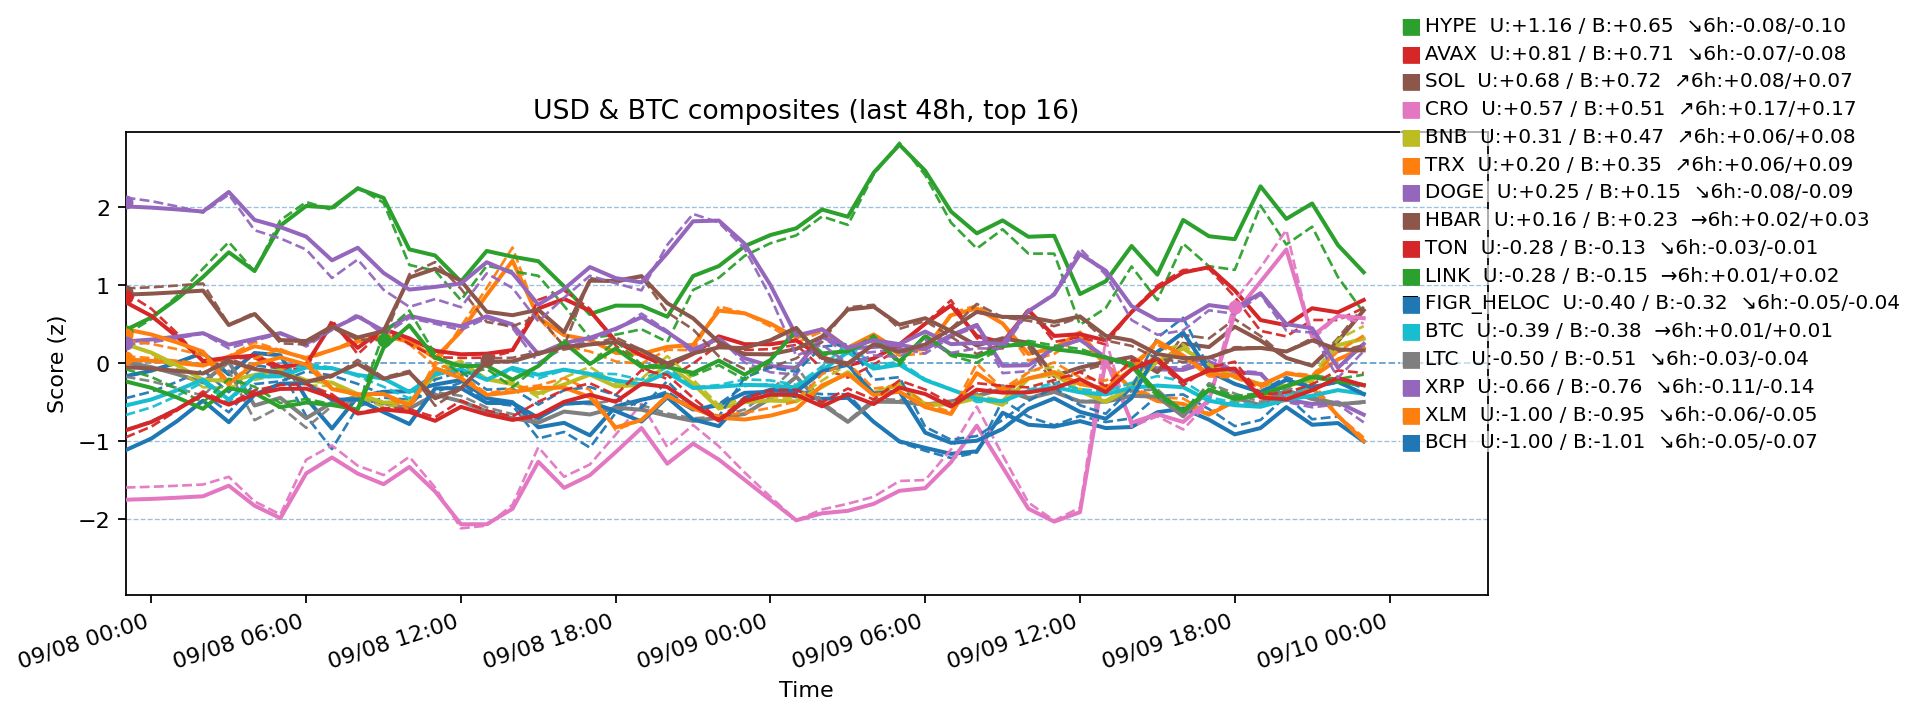 HYPE  U:+1.16 / B:+0.65  ↘6h:-0.08/-0.10
AVAX  U:+0.81 / B:+0.71  ↘6h:-0.07/-0.08
SOL  U:+0.68 / B:+0.72  ↗6h:+0.08/+0.07
CRO  U:+0.57 / B:+0.51  ↗6h:+0.17/+0.17
BNB  U:+0.31 / B:+0.47  ↗6h:+0.06/+0.08
TRX  U:+0.20 / B:+0.35  ↗6h:+0.06/+0.09
DOGE  U:+0.25 / B:+0.15  ↘6h:-0.08/-0.09
HBAR  U:+0.16 / B:+0.23  →6h:+0.02/+0.03
TON  U:-0.28 / B:-0.13  ↘6h:-0.03/-0.01
LINK  U:-0.28 / B:-0.15  →6h:+0.01/+0.02
FIGR_HELOC  U:-0.40 / B:-0.32  ↘6h:-0.05/-0.04
BTC  U:-0.39 / B:-0.38  →6h:+0.01/+0.01
LTC  U:-0.50 / B:-0.51  ↘6h:-0.03/-0.04
XRP  U:-0.66 / B:-0.76  ↘6h:-0.11/-0.14
XLM  U:-1.00 / B:-0.95  ↘6h:-0.06/-0.05
BCH  U:-1.00 / B:-1.01  ↘6h:-0.05/-0.07
USD & BTC composites (last 48h, top 16)
Score (z)
2
1
0
−1
−2
09/08 00:00
09/08 06:00
09/08 12:00
09/08 18:00
09/09 00:00
09/09 06:00
09/09 12:00
09/09 18:00
09/10 00:00
Time